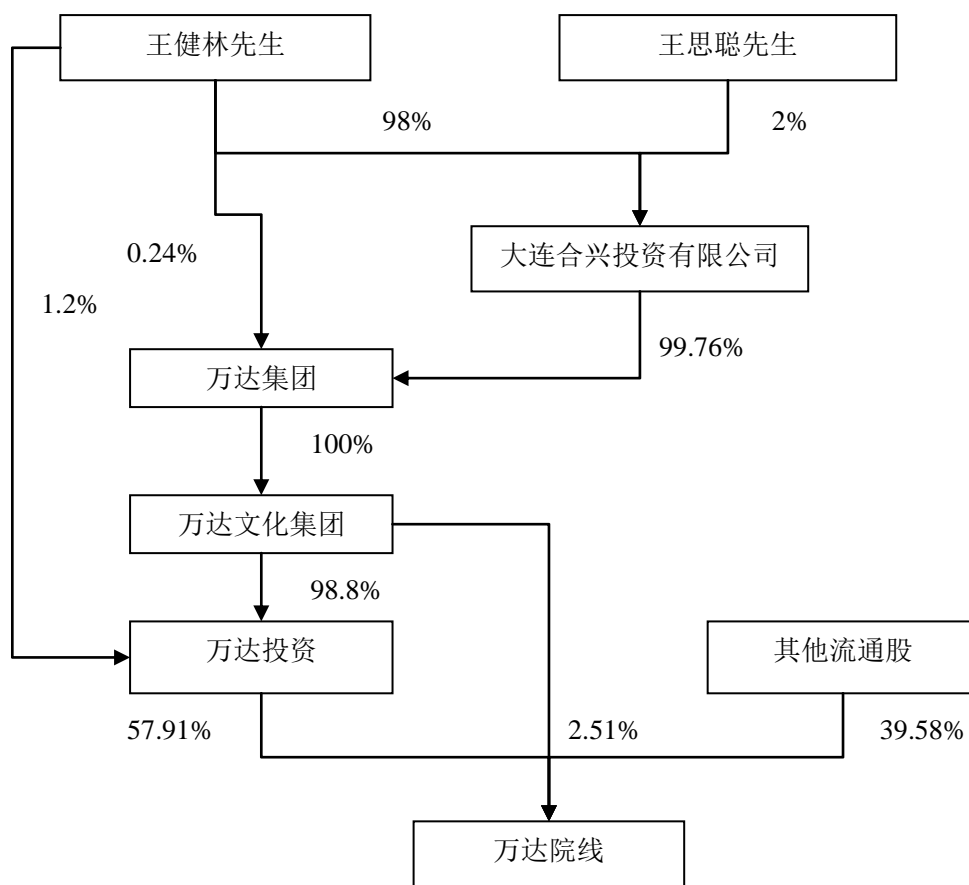 王健林先生
王思聪先生
98%
2%
大连合兴投资有限公司
0.24%
1.2%
99.76%
万达集团
100%
万达文化集团
98.8%
万达投资
其他流通股
57.91%
2.51%
39.58%
万达院线